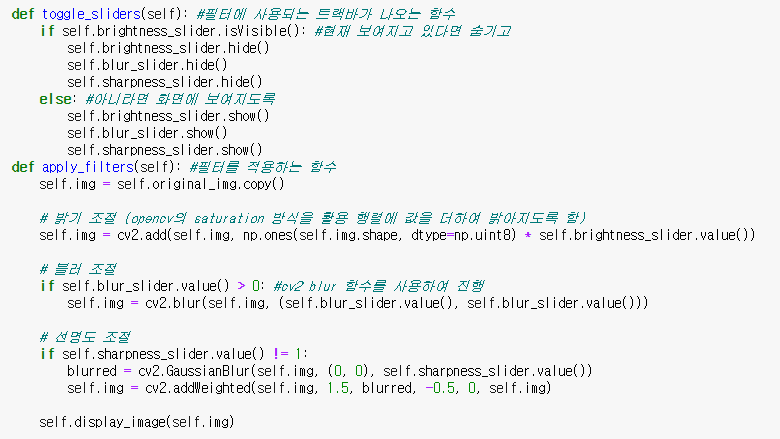 def toggle_sliders(self): #필터에 사용되는 트랙바가 나오는 함수
    if self.brightness_slider.isVisible(): #현재 보여지고 있다면 숨기고
        self.brightness_slider.hide()
        self.blur_slider.hide()
        self.sharpness_slider.hide()
    else: #아니라면 화면에 보여지도록
        self.brightness_slider.show()
        self.blur_slider.show()
        self.sharpness_slider.show()
def apply_filters(self): #필터를 적용하는 함수
    self.img = self.original_img.copy()

    # 밝기 조절 (opencv의 saturation 방식을 활용 행렬에 값을 더하여 밝아지도록 함)
    self.img = cv2.add(self.img, np.ones(self.img.shape, dtype=np.uint8) * self.brightness_slider.value())

    # 블러 조절
    if self.blur_slider.value() > 0: #cv2 blur 함수를 사용하여 진행
        self.img = cv2.blur(self.img, (self.blur_slider.value(), self.blur_slider.value()))

    # 선명도 조절
    if self.sharpness_slider.value() != 1:
        blurred = cv2.GaussianBlur(self.img, (0, 0), self.sharpness_slider.value())
        self.img = cv2.addWeighted(self.img, 1.5, blurred, -0.5, 0, self.img)

    self.display_image(self.img)